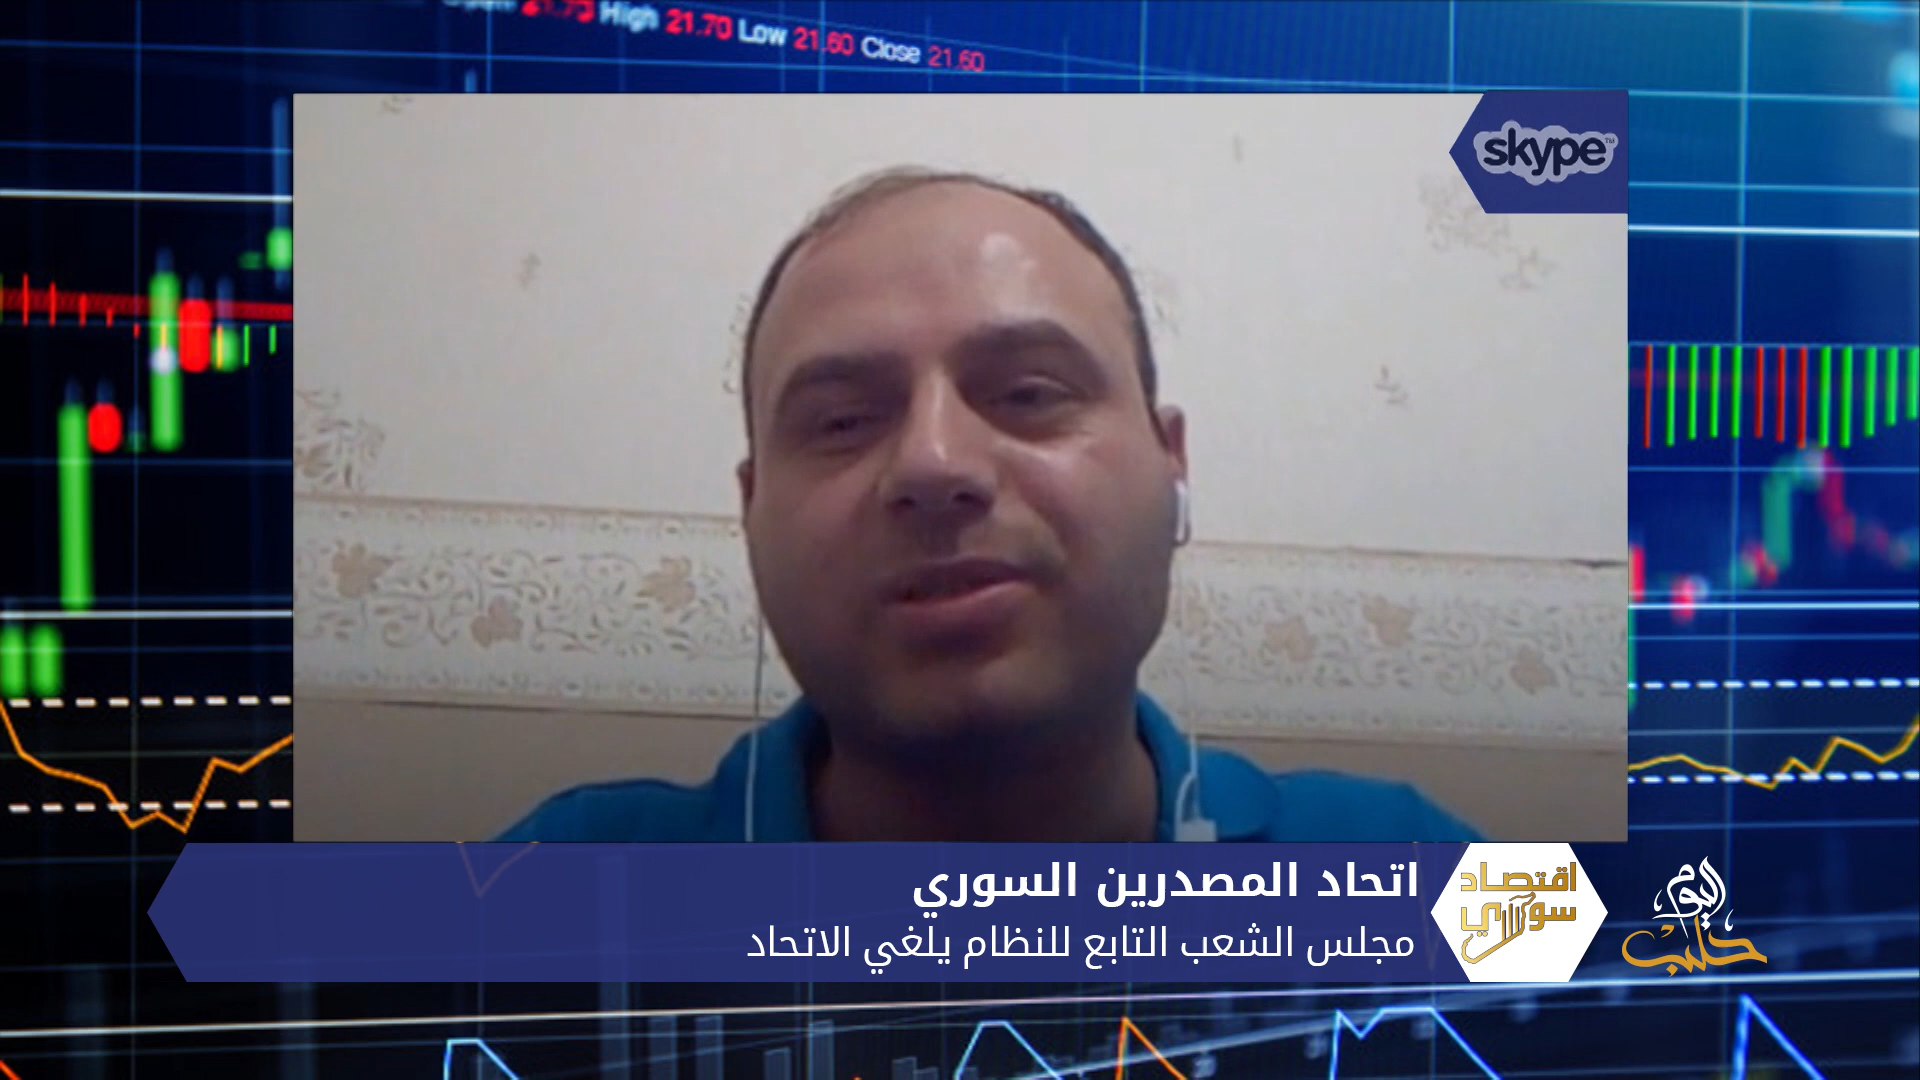 High 21.70 Low 21.60 Close 21.60
skype™
اتحاد المصدرين السوري
مجلس الشعب التابع للنظام يلغي الاتحاد
اقتصاد
سوري
حلب
اليوم